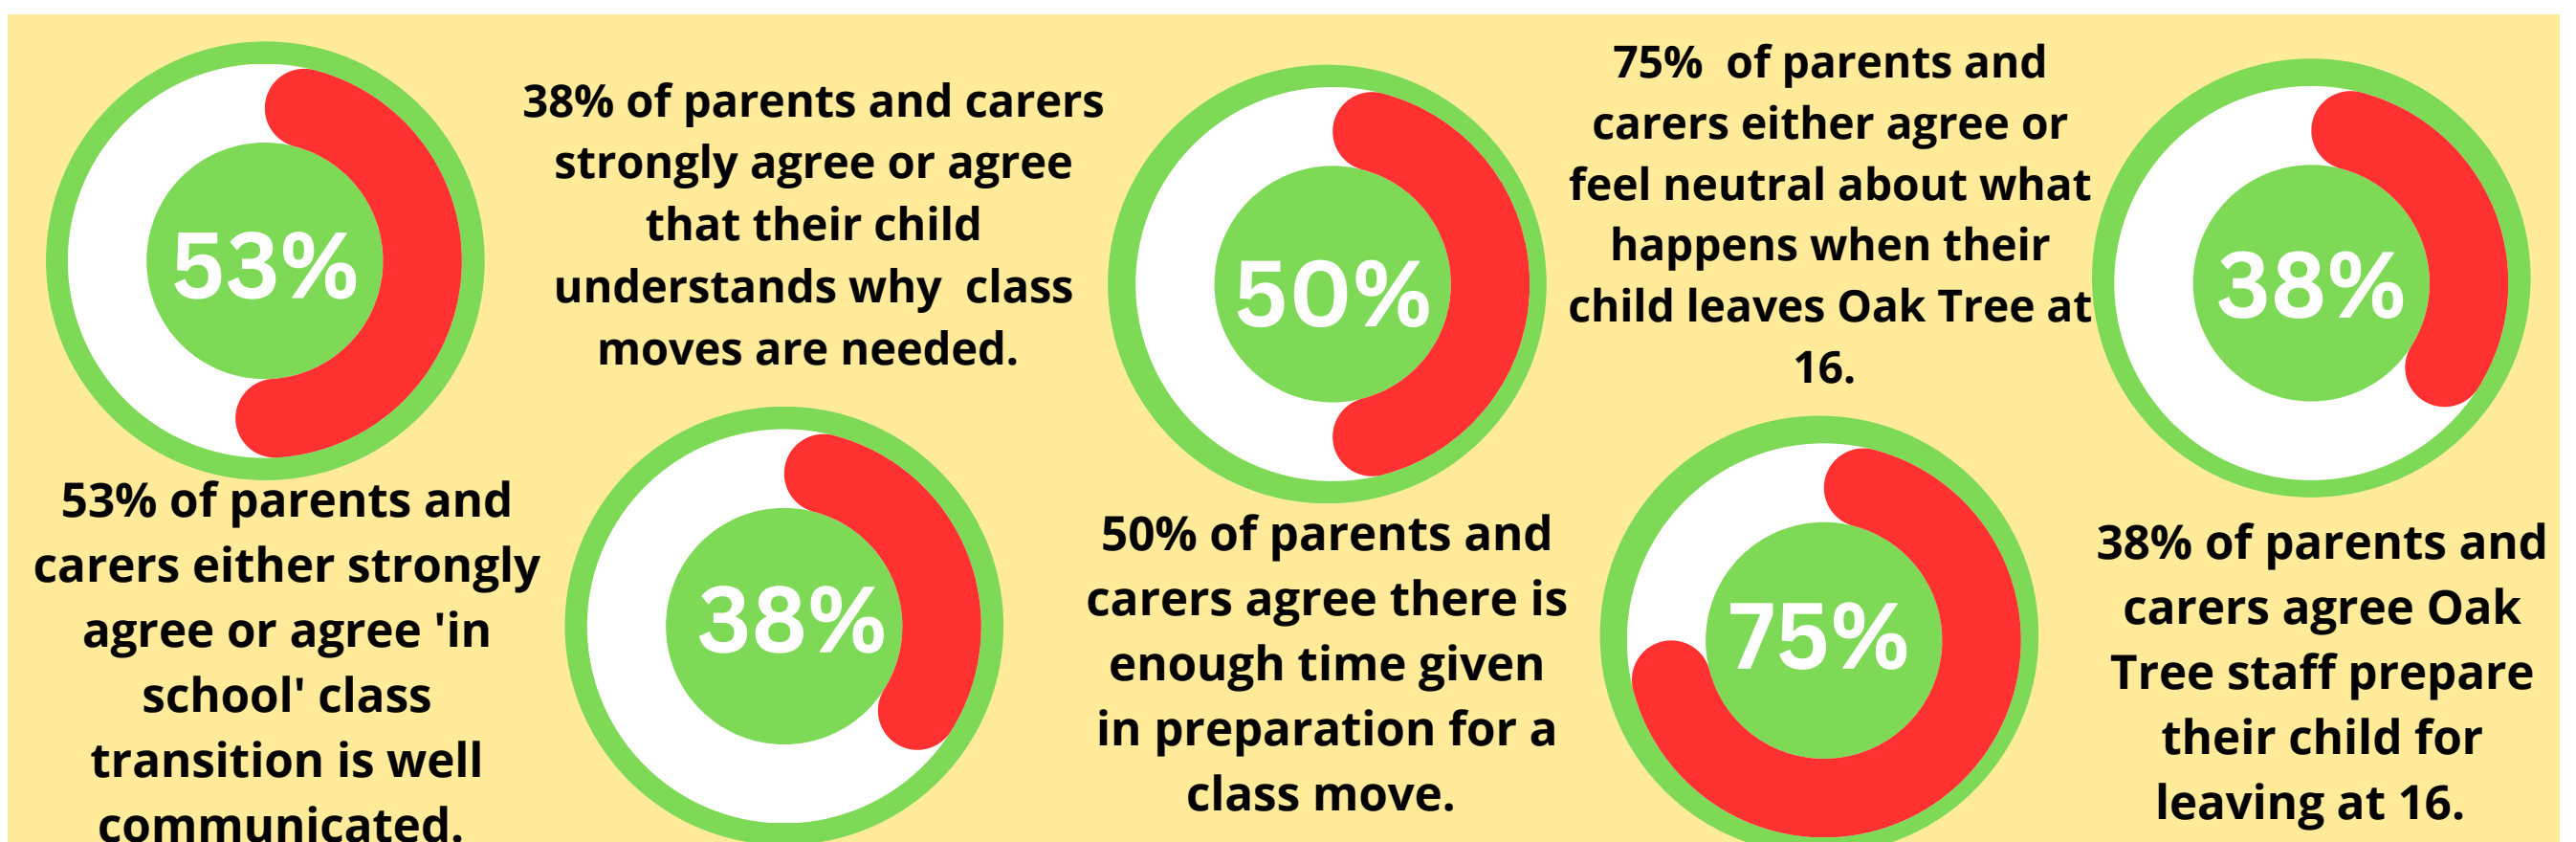 53%
53% of parents and
carers either strongly
agree or agree 'in
school' class
transition is well
communicated.
38% of parents and carers
strongly agree or agree
that their child
understands why  class
moves are needed.
38%
50%
50% of parents and
carers agree there is
enough time given
in preparation for a
class move.
75%  of parents and
carers either agree or
feel neutral about what
happens when their
child leaves Oak Tree at
16.
75%
38%
38% of parents and
carers agree Oak
Tree staff prepare
their child for
leaving at 16.